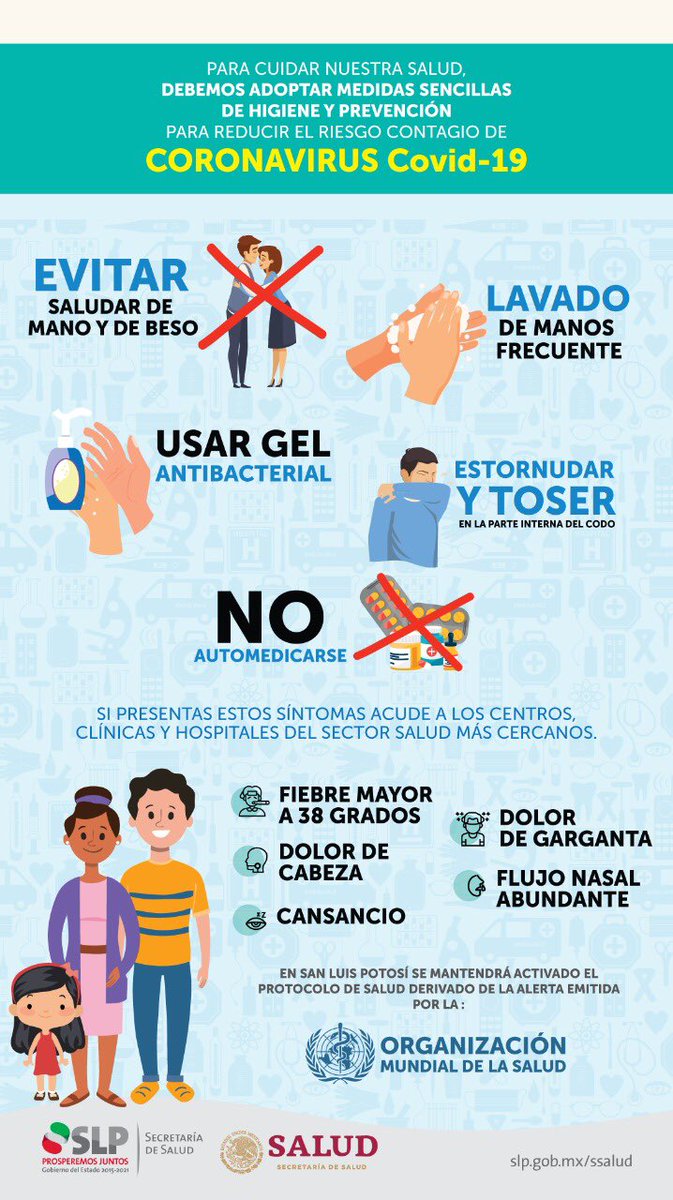 PARA CUIDAR NUESTRA SALUD,
DEBEMOS ADOPTAR MEDIDAS SENCILLAS
DE HIGIENE Y PREVENCIÓN
PARA REDUCIR EL RIESGO CONTAGIO DE
CORONAVIRUS Covid-19
EVITAR
SALUDAR DE
MANO Y DE BESO
LAVADO
DE MANOS
FRECUENTE
USAR GEL
ANTIBACTERIAL
ESTORNUDAR
Y TOSER
EN LA PARTE INTERNA DEL CODO
NO
AUTOMEDICARSE
SI PRESENTAS ESTOS SÍNTOMAS ACUDE A LOS CENTROS,
CLÍNICAS Y HOSPITALES DEL SECTOR SALUD MÁS CERCANOS.
FIEBRE MAYOR
A 38 GRADOS
DOLOR DE
CABEZA
CANSANCIO
DOLOR
DE GARGANTA
FLUJO NASAL
ABUNDANTE
EN SAN LUIS POTOSÍ SE MANTENDRÁ ACTIVADO EL
PROTOCOLO DE SALUD DERIVADO DE LA ALERTA EMITIDA
POR LA :
ORGANIZACIÓN
MUNDIAL DE LA SALUD
SLP
PROSPEREMOS JUNTOS
Gobierno del Estado 2015-2021
SECRETARÍA
DE SALUD
SALUD
SECRETARÍA DE SALUD
slp.gob.mx/ssalud